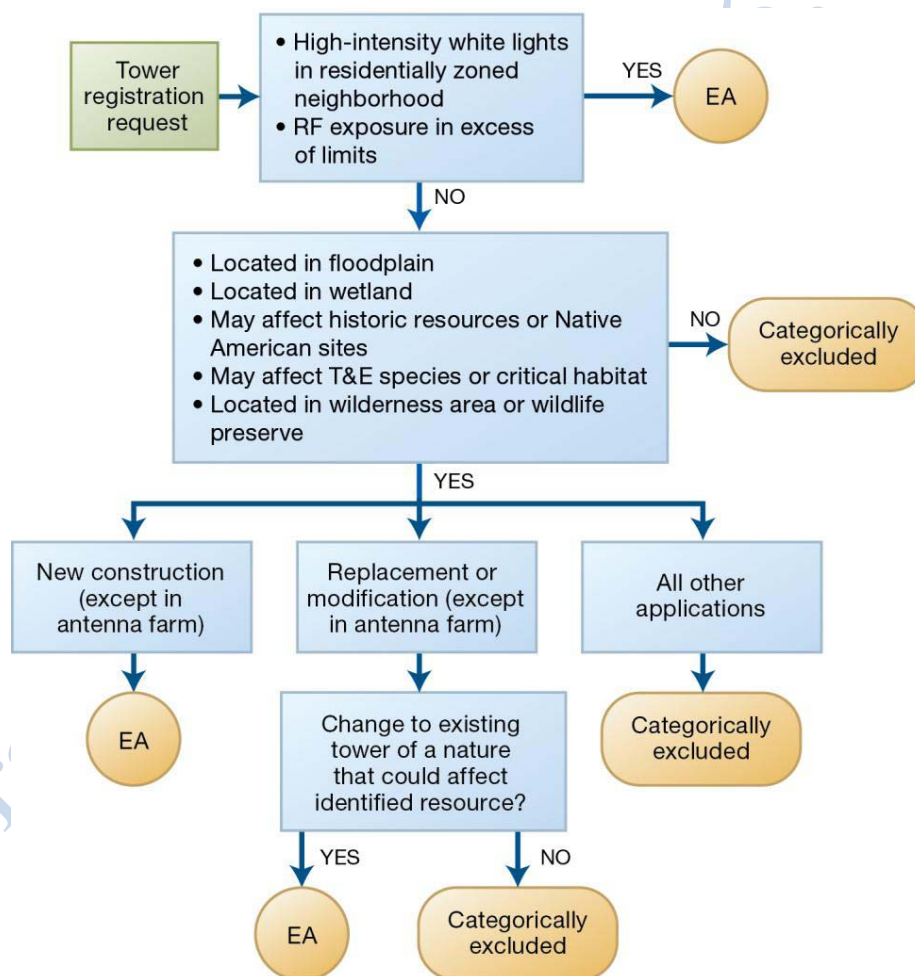 Tower
registration
request
• High-intensity white lights
in residentially zoned
neighborhood
• RF exposure in excess
of limits
YES
EA
NO
• Located in floodplain
• Located in wetland
• May affect historic resources or Native
American sites
• May affect T&E species or critical habitat
• Located in wilderness area or wildlife
preserve
NO
Categorically
excluded
YES
New construction
(except in
antenna farm)
Replacement or
modification (except
in antenna farm)
All other
applications
EA
Change to existing
tower of a nature
that could affect
identified resource?
Categorically
excluded
YES
NO
EA
Categorically
excluded